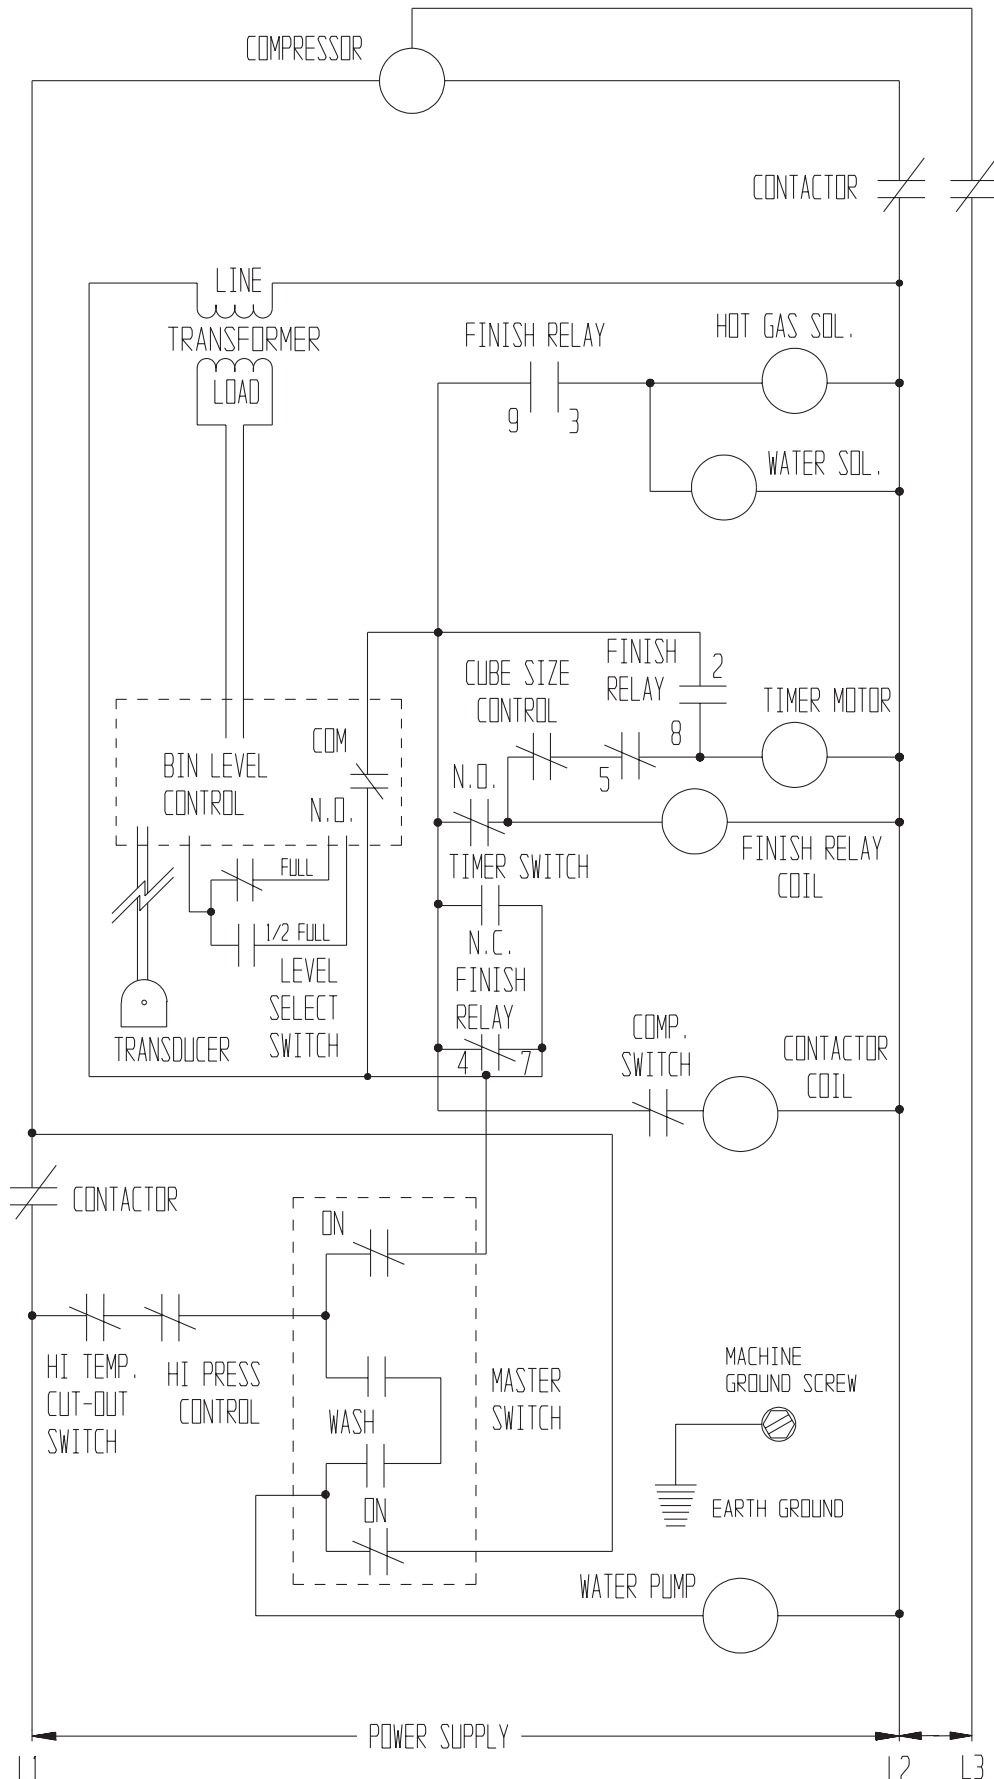 COMPRESSOR
CONTACTOR
LINE
TRANSFORMER
LOAD
FINISH RELAY
9
3
HOT GAS SOL.
WATER SOL.
CUBE SIZE
CONTROL
FINISH
RELAY
2
8
5
TIMER MOTOR
COM
BIN LEVEL
CONTROL
N.O.
N.O.
TIMER SWITCH
FINISH RELAY
COIL
FULL
1/2 FULL
LEVEL
SELECT
SWITCH
TRANSDUCER
N.C.
FINISH
RELAY
4
7
COMP.
SWITCH
CONTACTOR
COIL
CONTACTOR
ON
HI TEMP.
CUT-OUT
SWITCH
HI PRESS
CONTROL
WASH
ON
MASTER
SWITCH
MACHINE
GROUND SCREW
EARTH GROUND
WATER PUMP
POWER SUPPLY
L1
L2
L3